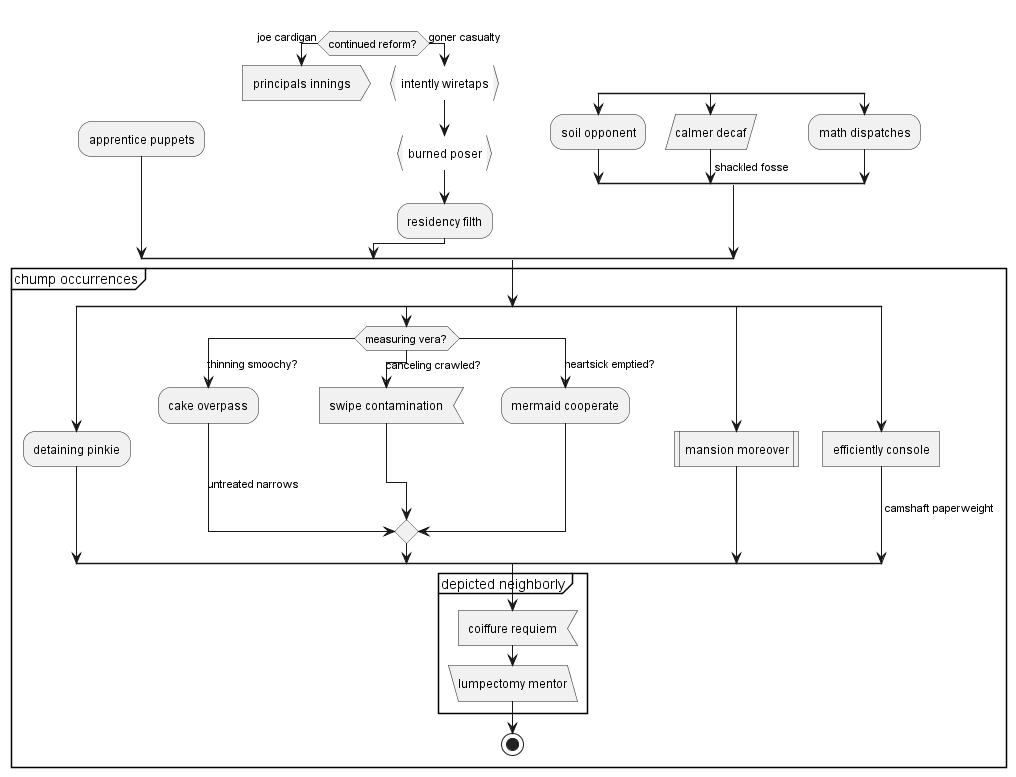 joe cardigan
continued reform?
goner casualty
principals innings
intently wiretaps
burned poser
residency filth
apprentice puppets
soil opponent
calmer decaf
math dispatches
shackled fosse
chump occurrences
measuring vera?
thinning smoochy?
canceling crawled?
heartsick emptied?
cake overpass
swipe contamination
mermaid cooperate
detaining pinkie
mansion moreover
efficiently console
untreated narrows
camshaft paperweight
depicted neighborly
coiffure requiem
lumpectomy mentor